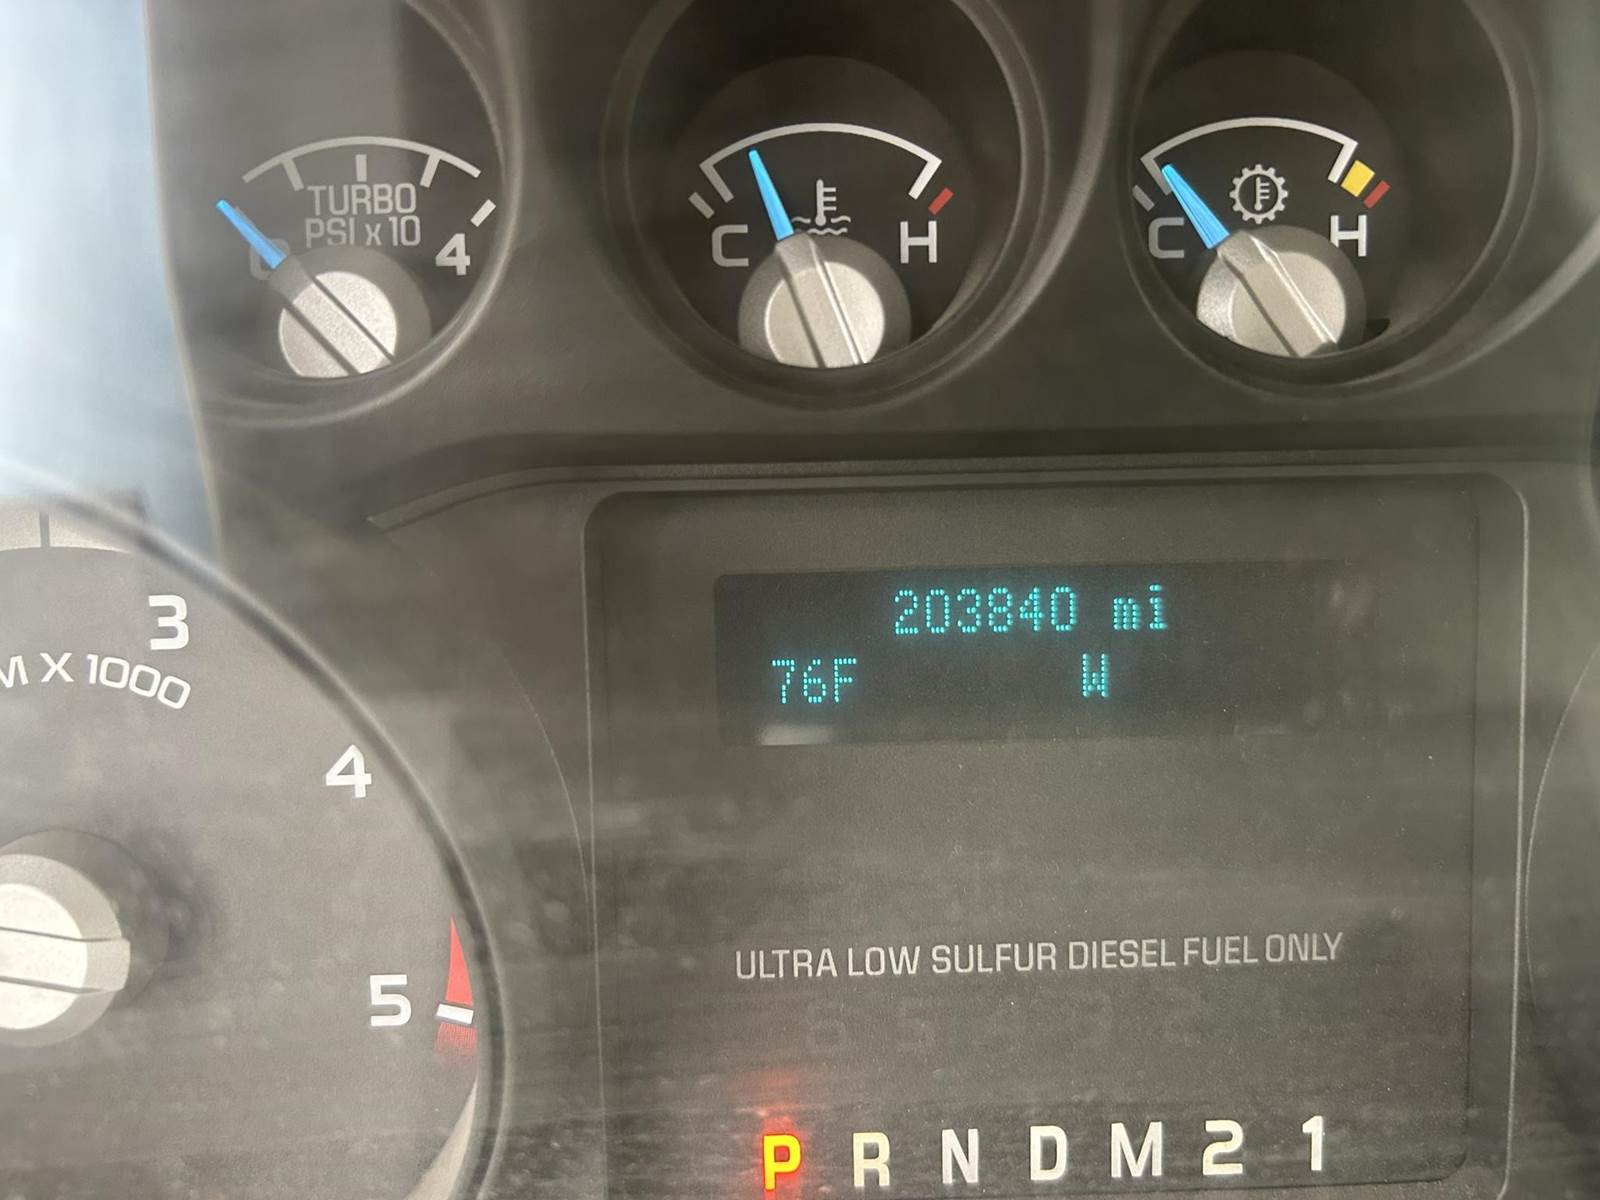 TURBO
PSI x 10
4
C H
C H
203840 mi
76F W
3
M X 1000
4
5
ULTRA LOW SULFUR DIESEL FUEL ONLY
P R N D M 2 1